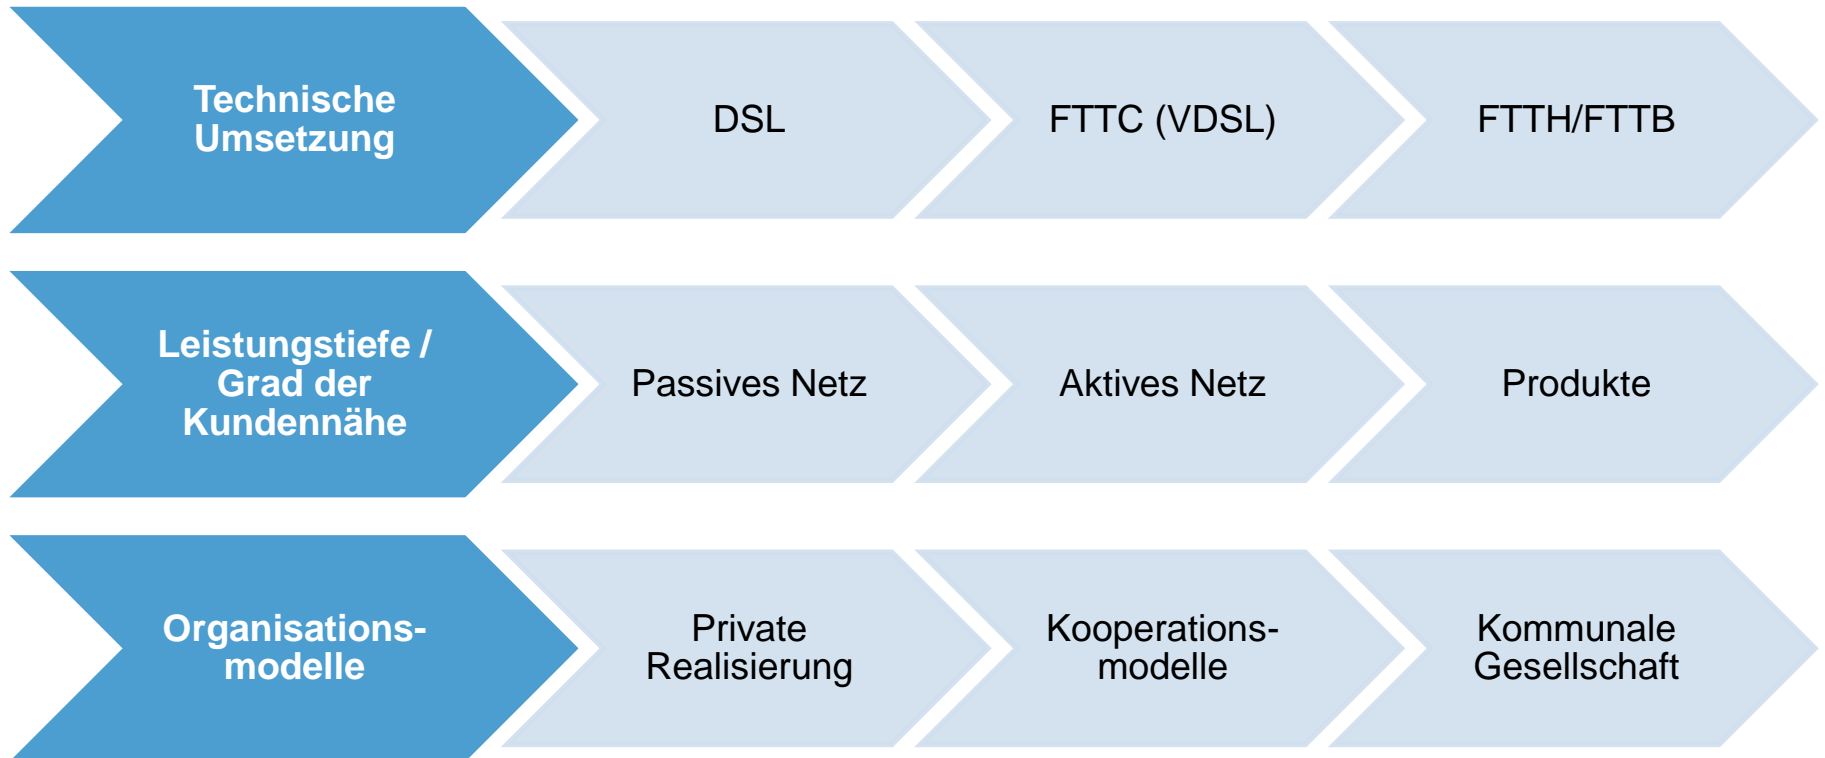 Technische
Umsetzung
DSL
FTTC (VDSL)
FTTH/FTTB
Leistungstiefe /
Grad der
Kundennähe
Passives Netz
Aktives Netz
Produkte
Organisations-
modelle
Private
Realisierung
Kooperations-
modelle
Kommunale
Gesellschaft